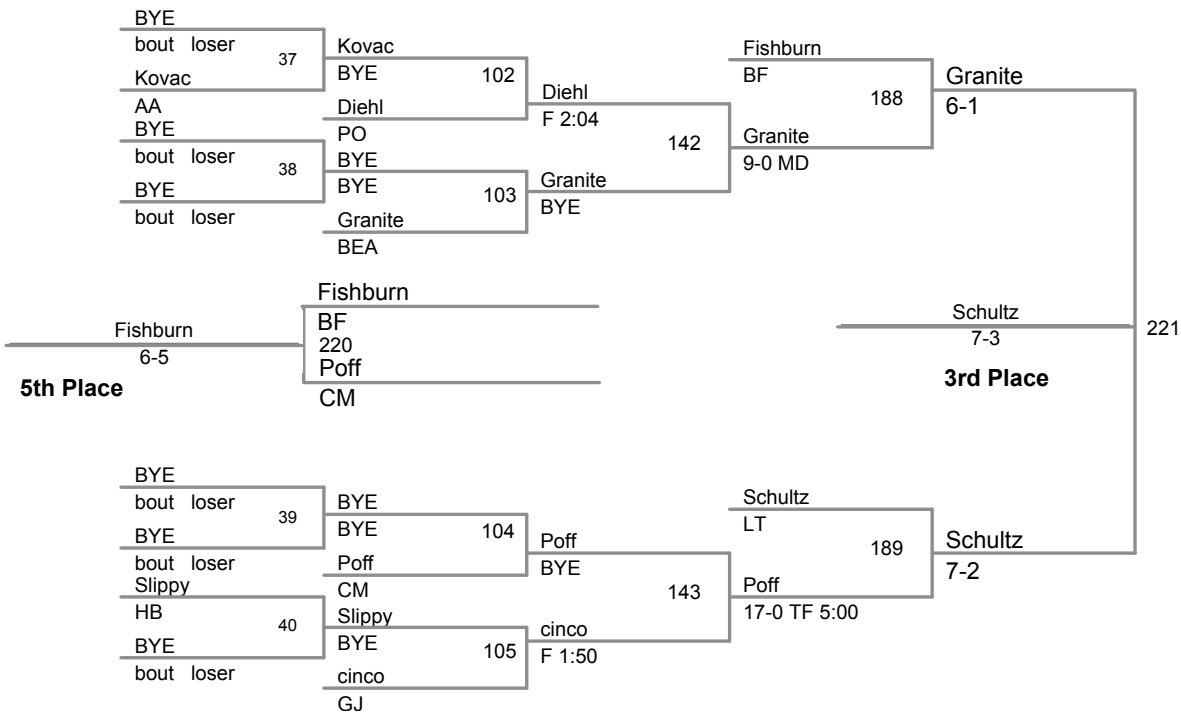 BYE
bout loser
37
Kovac
AA
Kovac
BYE
102
Diehl
PO
Diehl
F 2:04
BYE
bout loser
38
BYE
bout loser
BYE
BYE
103
Granite
BEA
Granite
BYE
142
Fishburn
BF
188
Granite
9-0 MD
Granite
6-1
Fishburn
BF
220
Poff
CM
Fishburn
6-5
5th Place
Schultz
7-3
221
3rd Place
BYE
bout loser
39
BYE
bout loser
BYE
BYE
104
Poff
CM
Poff
BYE
Slippy
HB
40
BYE
bout loser
Slippy
BYE
105
cinco
GJ
cinco
F 1:50
143
Schultz
LT
189
Poff
17-0 TF 5:00
Schultz
7-2